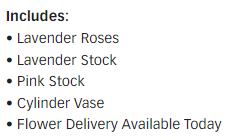 Includes:
• Lavender Roses
• Lavender Stock
• Pink Stock
• Cylinder Vase
• Flower Delivery Available Today